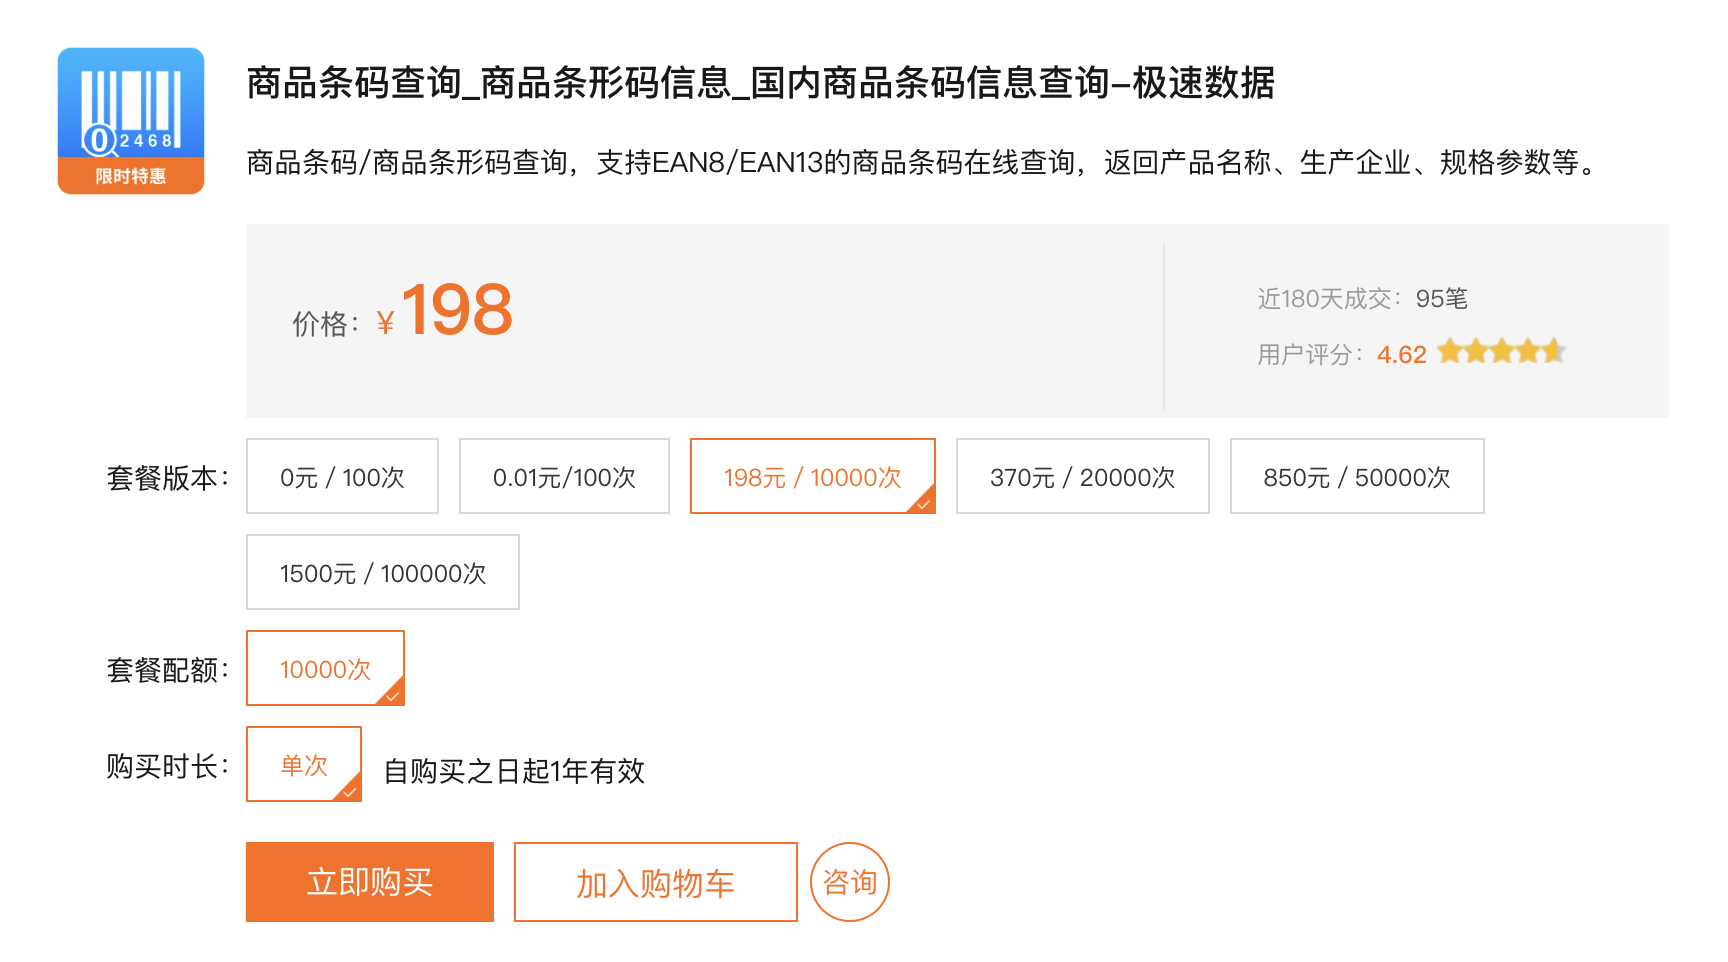 商品条码查询_商品条形码信息_国内商品条码信息查询-极速数据
0 2468
限时特惠
商品条码/商品条形码查询，支持EAN8/EAN13的商品条码在线查询，返回产品名称、生产企业、规格参数等。
价格： ¥198
近180天成交：95笔
用户评分：4.62
套餐版本： 0元 / 100次 0.01元/100次 198元 / 10000次 370元 / 20000次 850元 / 50000次
1500元 / 100000次
套餐配额： 10000次
购买时长： 单次 自购买之日起1年有效
立即购买 加入购物车 咨询